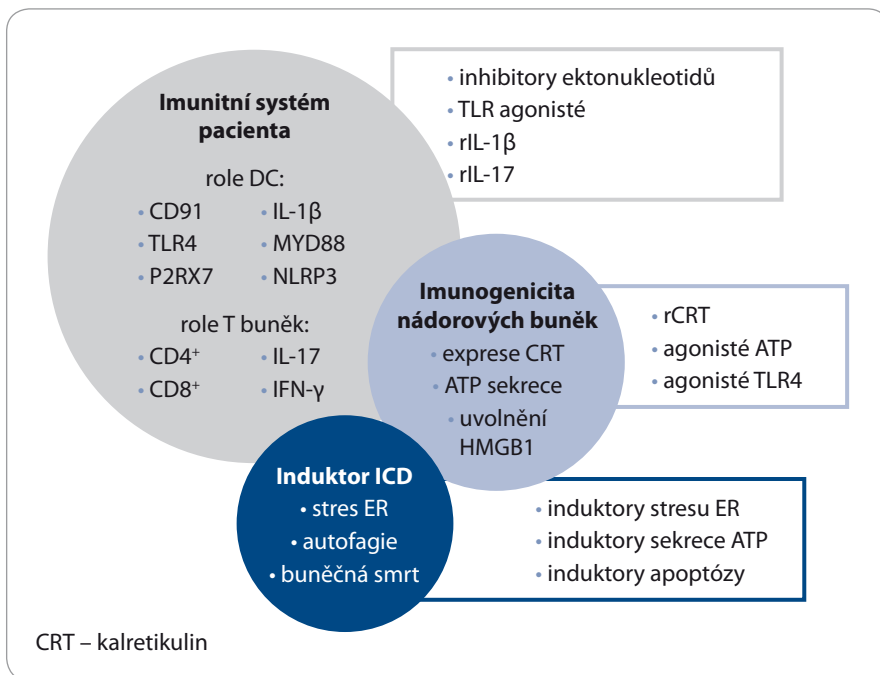 Imunitní systém
pacienta
role DC:
• CD91 • IL-1β
• TLR4 • MYD88
• P2RX7 • NLRP3
role T buněk:
• CD4⁺ • IL-17
• CD8⁺ • IFN-γ
• inhibitory ektonukleotidů
• TLR agonisté
• rIL-1β
• rIL-17
Imunogenicita
nádorových buněk
• exprese CRT
• ATP sekrece
• uvolnění
HMGB1
• rCRT
• agonisté ATP
• agonisté TLR4
Induktor ICD
• stres ER
• autofagie
• buněčná smrt
• induktory stresu ER
• induktory sekrece ATP
• induktory apoptózy
CRT – kalretikulin